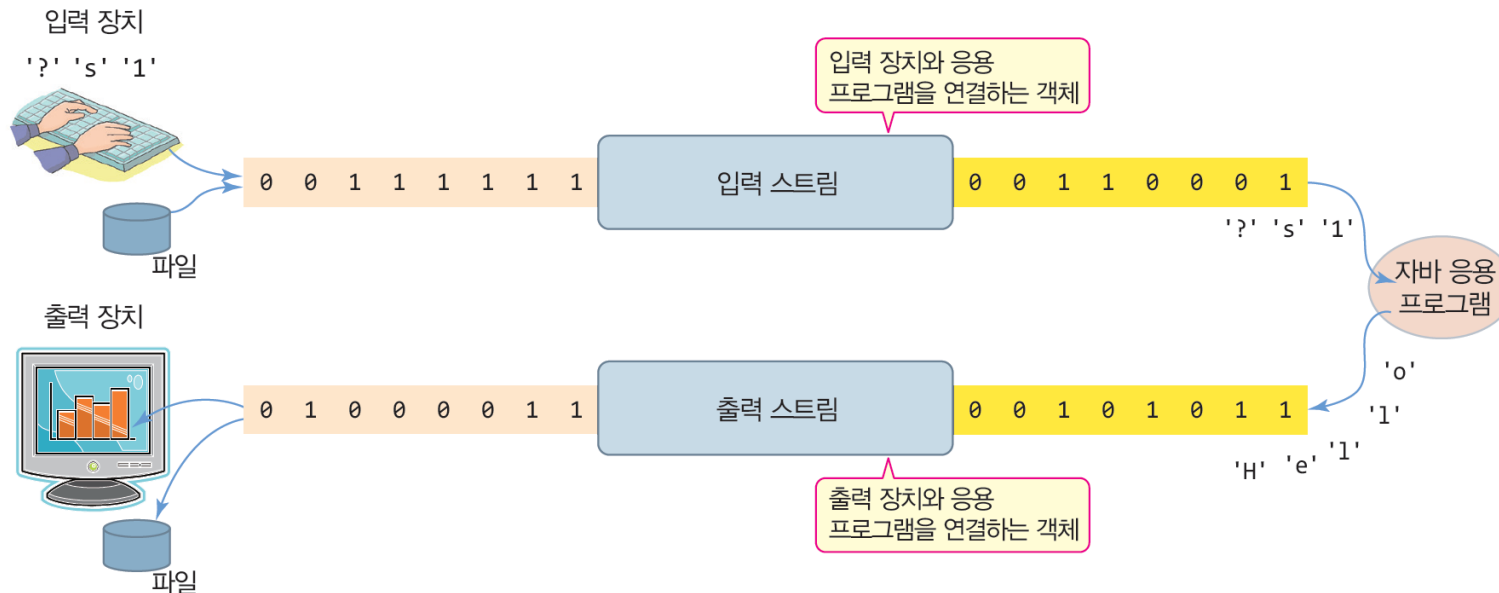 입력 장치
'?' 's' '1'
파일
0 0 1 1 1 1 1 1
입력 스트림
입력 장치와 응용
프로그램을 연결하는 객체
0 0 1 1 0 0 0 1
'?' 's' '1'
자바 응용
프로그램
출력 장치
파일
0 1 0 0 0 0 1 1
출력 스트림
출력 장치와 응용
프로그램을 연결하는 객체
0 0 1 0 1 0 1 1
'o'
'l'
'H' 'e' 'l'